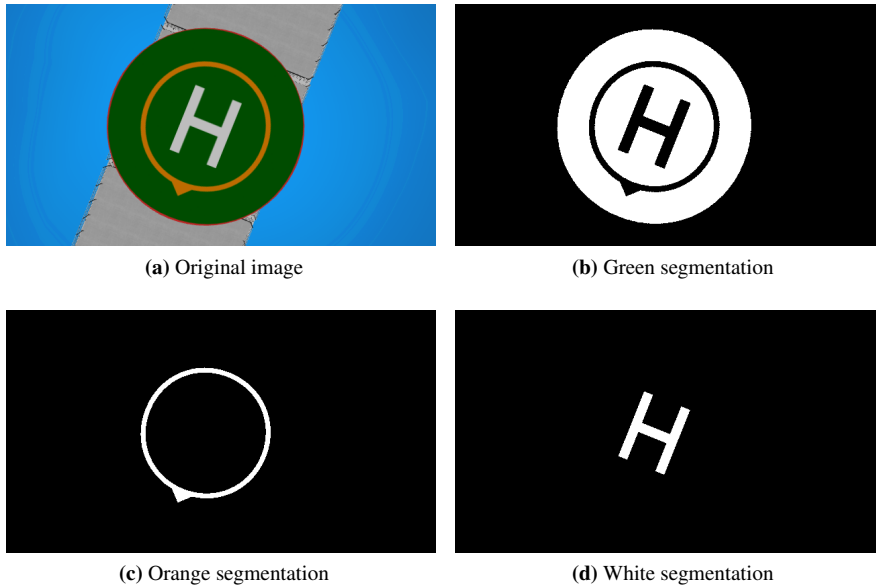 H
(a) Original image
(b) Green segmentation
(c) Orange segmentation
(d) White segmentation